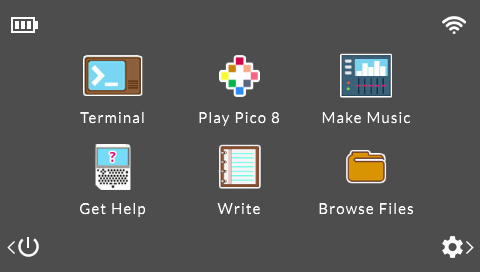 Terminal
Play Pico 8
Make Music
Get Help
Write
Browse Files